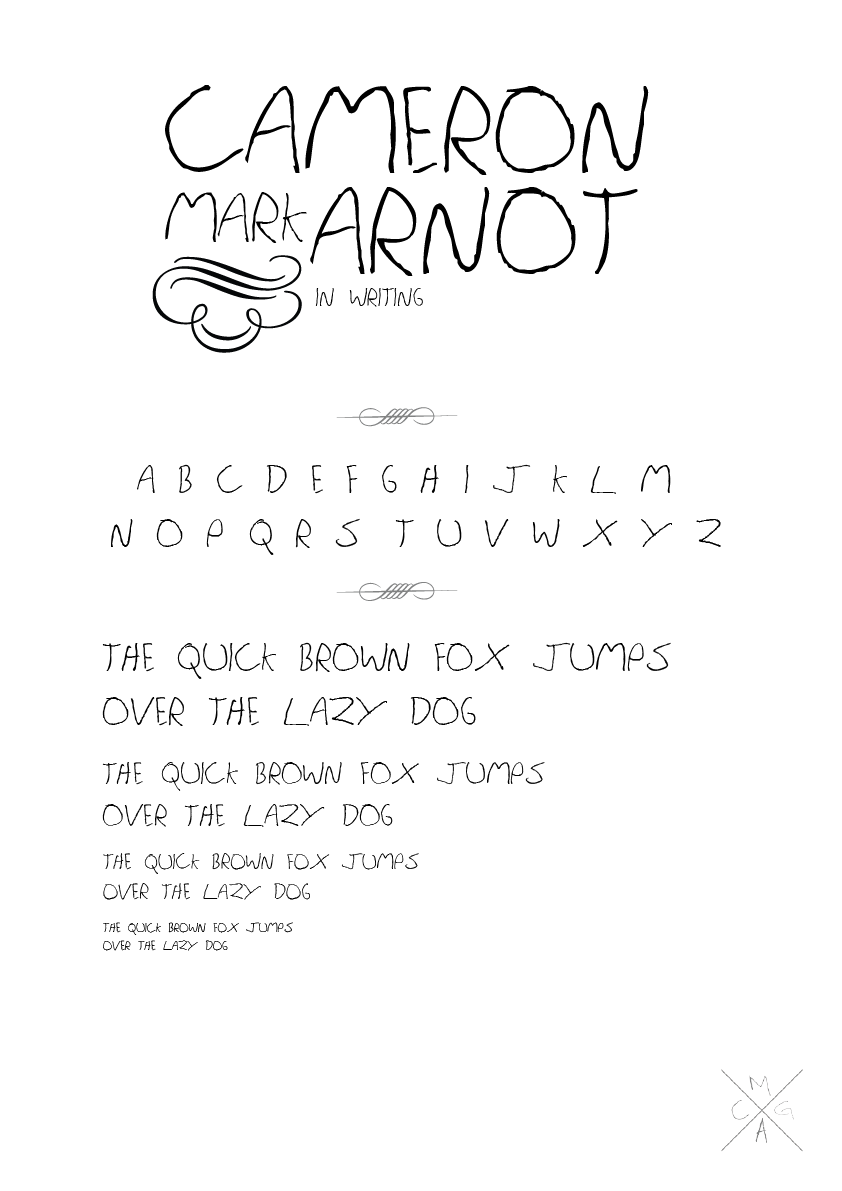 CAMERON
MARK ARNOT
IN WRITING
A B C D E F G H I J K L M
N O P Q R S T U V W X Y Z
THE QUICK BROWN FOX JUMPS
OVER THE LAZY DOG
THE QUICK BROWN FOX JUMPS
OVER THE LAZY DOG
THE QUICK BROWN FOX JUMPS
OVER THE LAZY DOG
THE QUICK BROWN FOX JUMPS
OVER THE LAZY DOG
M
C G
A